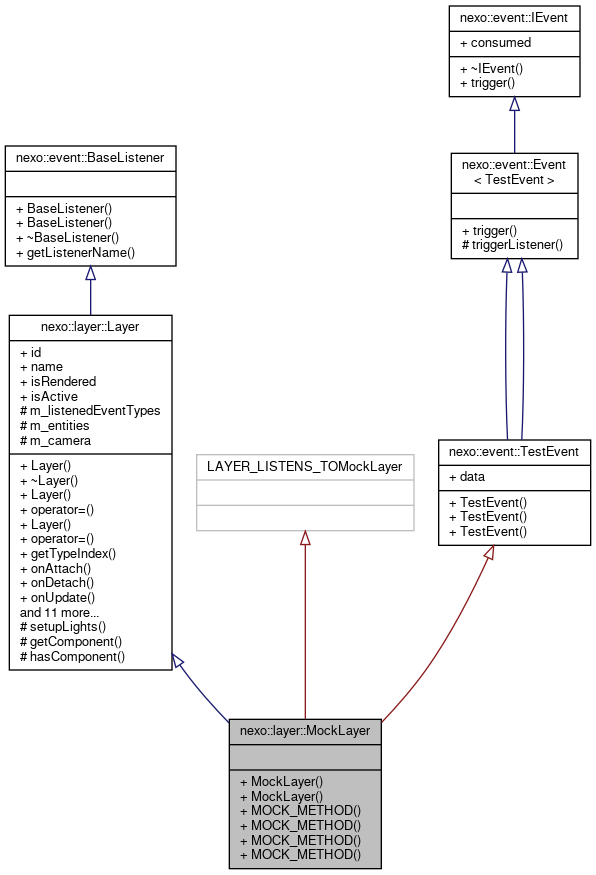 nexo::event::IEvent
+ consumed
+ ~IEvent()
+ trigger()
nexo::event::BaseListener
+ BaseListener()
+ BaseListener()
+ ~BaseListener()
+ getListenerName()
nexo::event::Event
< TestEvent >
+ trigger()
# triggerListener()
nexo::layer::Layer
+ id
+ name
+ isRendered
+ isActive
# m_listenedEventTypes
# m_entities
# m_camera
+ Layer()
+ ~Layer()
+ Layer()
+ operator=()
+ Layer()
+ operator=()
+ getTypeIndex()
+ onAttach()
+ onDetach()
+ onUpdate()
and 11 more...
# setupLights()
# getComponent()
# hasComponent()
LAYER_LISTENS_TOMockLayer
nexo::event::TestEvent
+ data
+ TestEvent()
+ TestEvent()
+ TestEvent()
nexo::layer::MockLayer
+ MockLayer()
+ MockLayer()
+ MOCK_METHOD()
+ MOCK_METHOD()
+ MOCK_METHOD()
+ MOCK_METHOD()